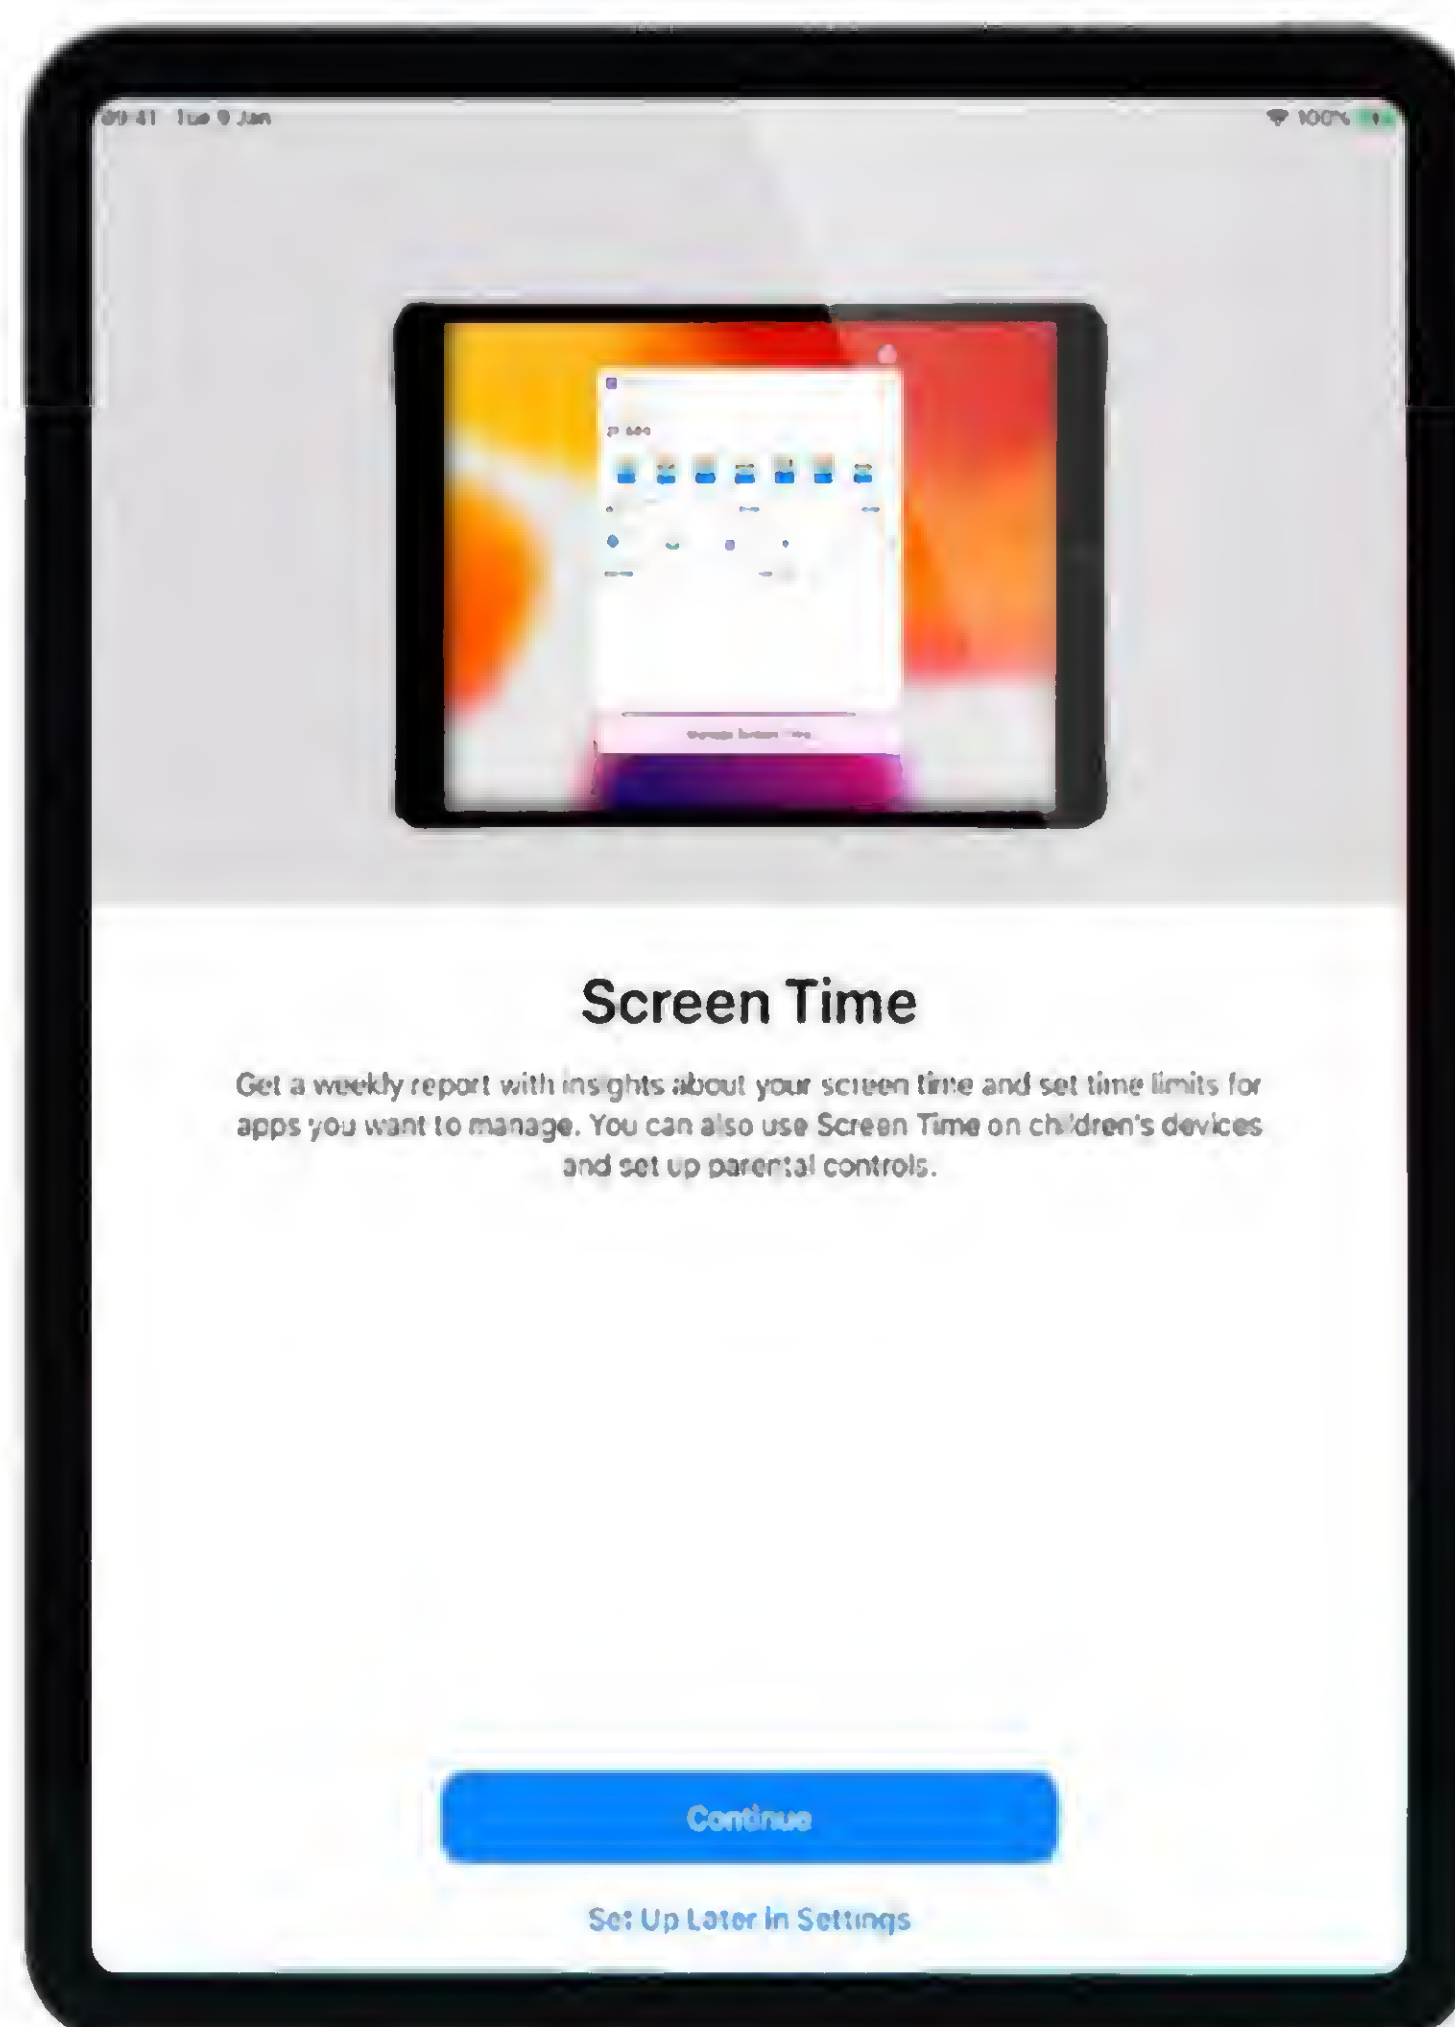 09:41 Tue 9 Jan
100%
Screen Time
Get a weekly report with insights about your screen time and set time limits for
apps you want to manage. You can also use Screen Time on children's devices
and set up parental controls.
Continue
Set Up Later in Settings